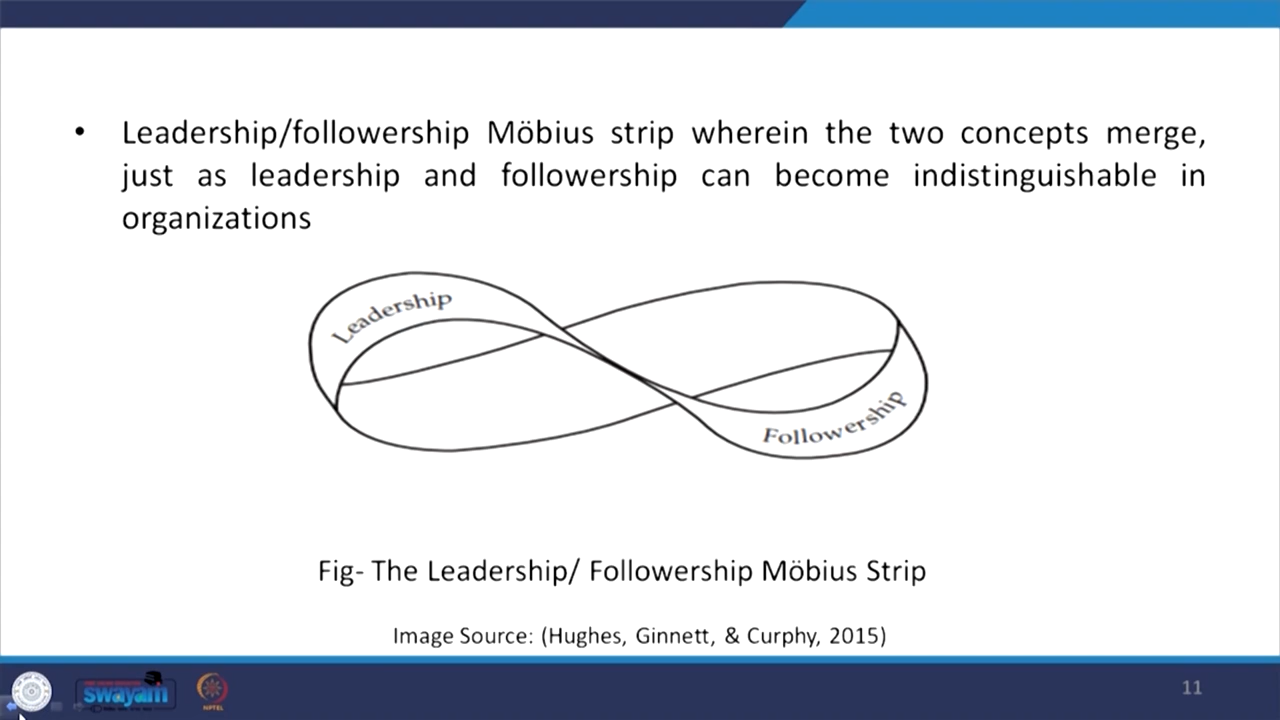 • Leadership/followership Möbius strip wherein the two concepts merge,
just as leadership and followership can become indistinguishable in
organizations
Leadership
Followership
Fig- The Leadership/ Followership Möbius Strip
Image Source: (Hughes, Ginnett, & Curphy, 2015)
swayam
NPTEL
11